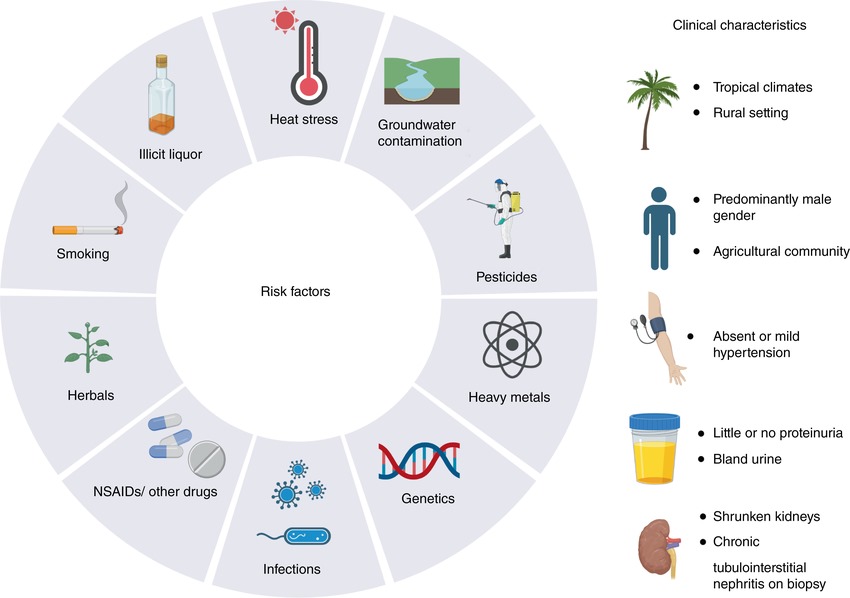 Heat stress
Groundwater
contamination
Pesticides
Heavy metals
Genetics
Infections
NSAIDs/ other drugs
Herbals
Smoking
Illicit liquor
Risk factors
Clinical characteristics
• Tropical climates
• Rural setting
• Predominantly male
gender
• Agricultural community
• Absent or mild
hypertension
• Little or no proteinuria
• Bland urine
• Shrunken kidneys
• Chronic
tubulointerstitial
nephritis on biopsy